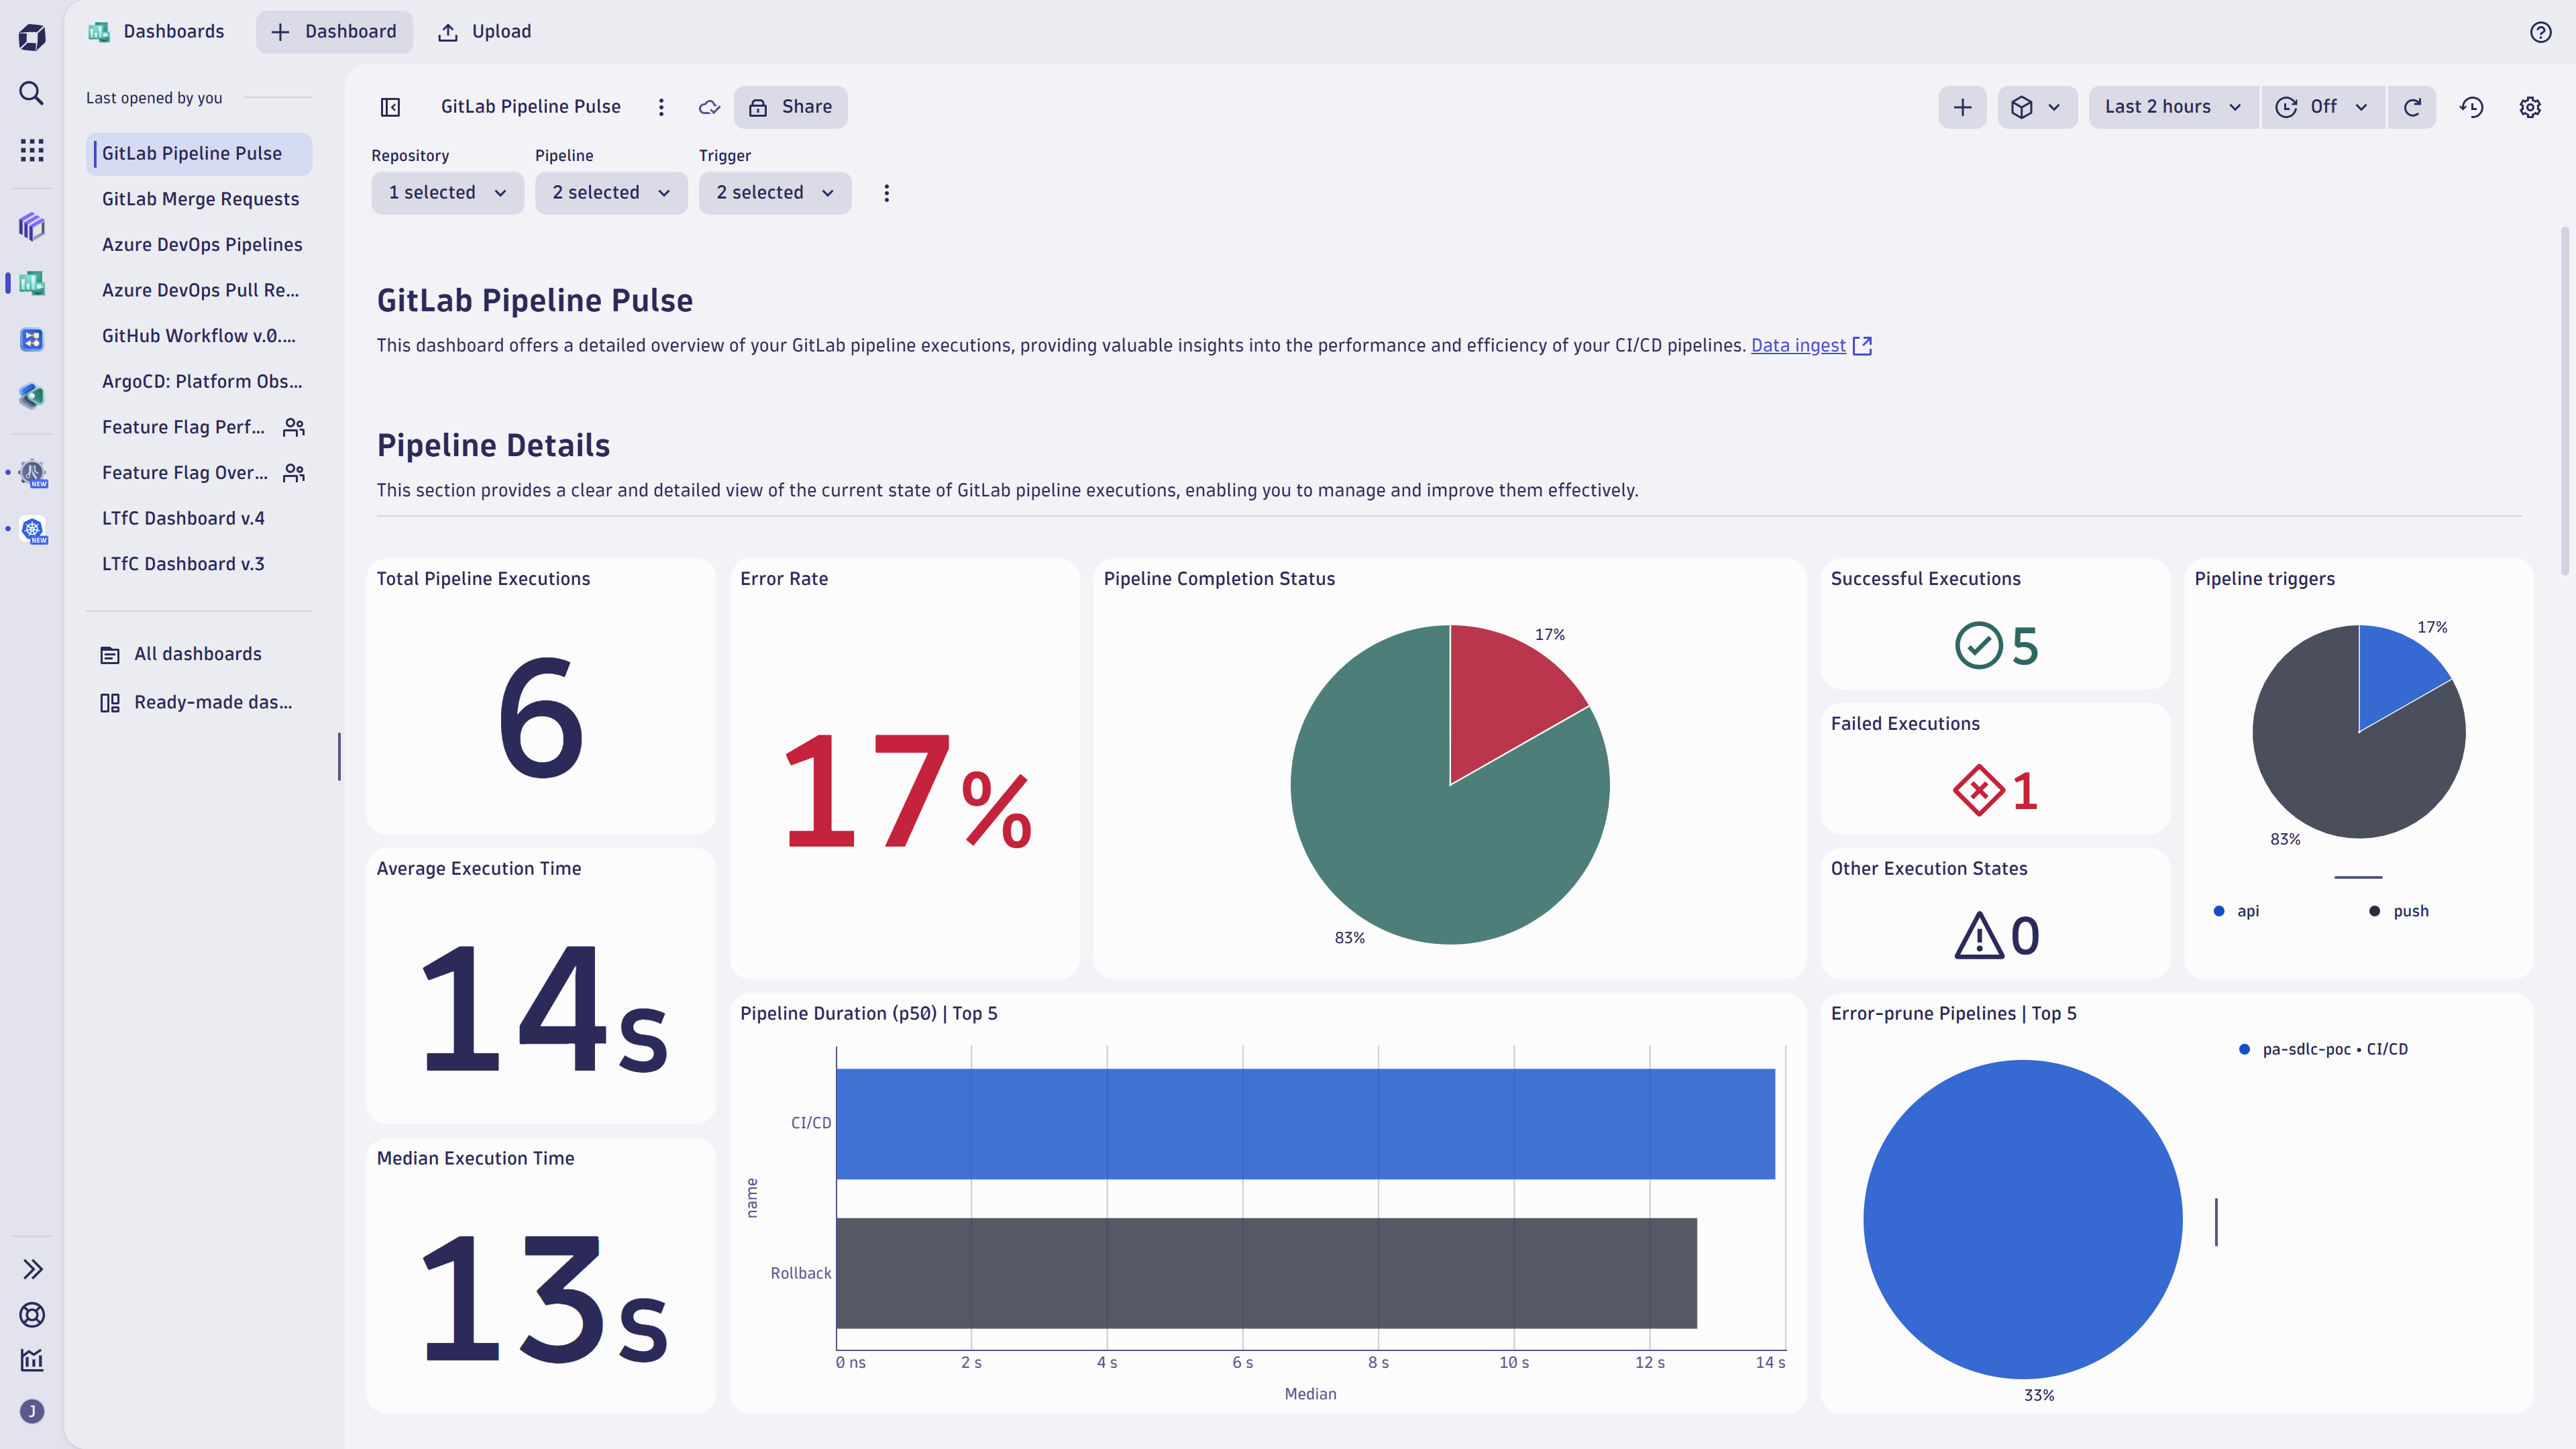 Dashboards
Dashboard
Upload
Last opened by you
GitLab Pipeline Pulse
GitLab Merge Requests
Azure DevOps Pipelines
Azure DevOps Pull Re...
GitHub Workflow v.0....
ArgoCD: Platform Obs...
Feature Flag Perf...
Feature Flag Over...
LTfC Dashboard v.4
LTfC Dashboard v.3
All dashboards
Ready-made das...
NEW
NEW
J
GitLab Pipeline Pulse
Share
Last 2 hours
Off
Repository
Pipeline
Trigger
1 selected
2 selected
2 selected
GitLab Pipeline Pulse
This dashboard offers a detailed overview of your GitLab pipeline executions, providing valuable insights into the performance and efficiency of your CI/CD pipelines. Data ingest
Pipeline Details
This section provides a clear and detailed view of the current state of GitLab pipeline executions, enabling you to manage and improve them effectively.
Total Pipeline Executions
6
Error Rate
17%
Pipeline Completion Status
17%
83%
Successful Executions
5
Failed Executions
1
Other Execution States
0
Pipeline triggers
17%
83%
api
push
Average Execution Time
14s
Median Execution Time
13s
Pipeline Duration (p50) | Top 5
name
CI/CD
Rollback
0 ns
2 s
4 s
6 s
8 s
10 s
12 s
14 s
Median
Error-prune Pipelines | Top 5
pa-sdlc-poc • CI/CD
33%